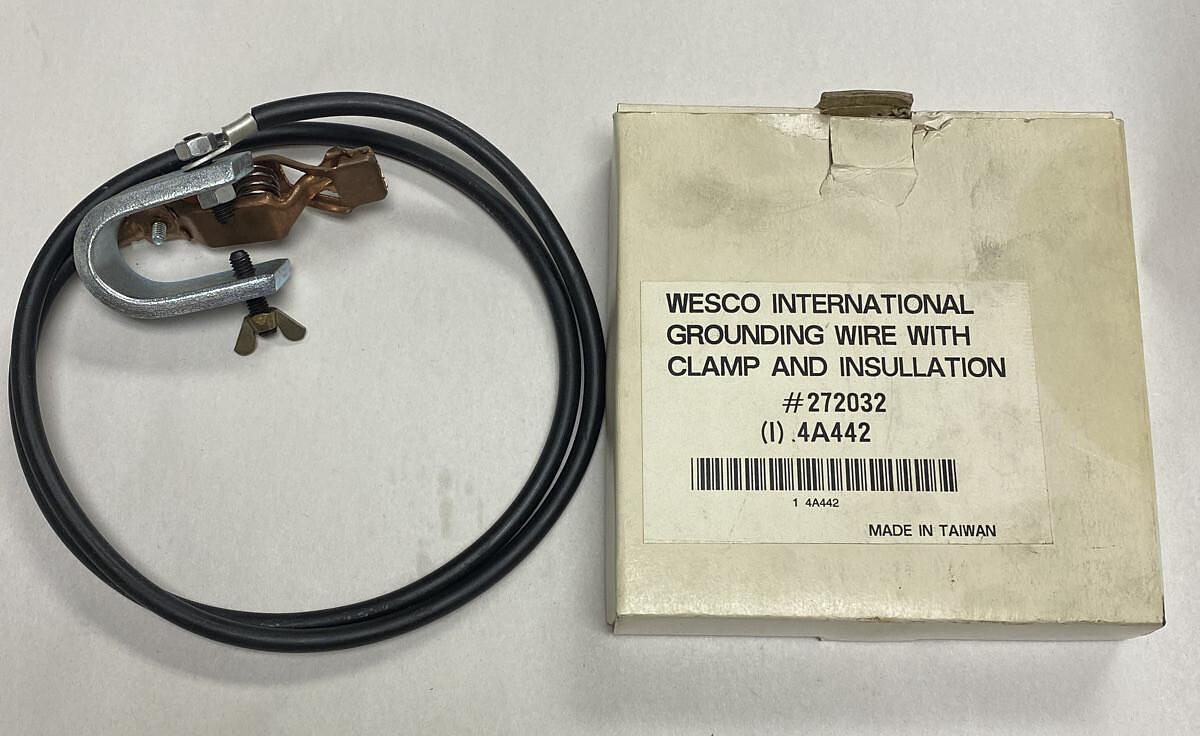 WESCO INTERNATIONAL
GROUNDING WIRE WITH
CLAMP AND INSULLATION
#272032
(I) .4A442
1 4A442
MADE IN TAIWAN